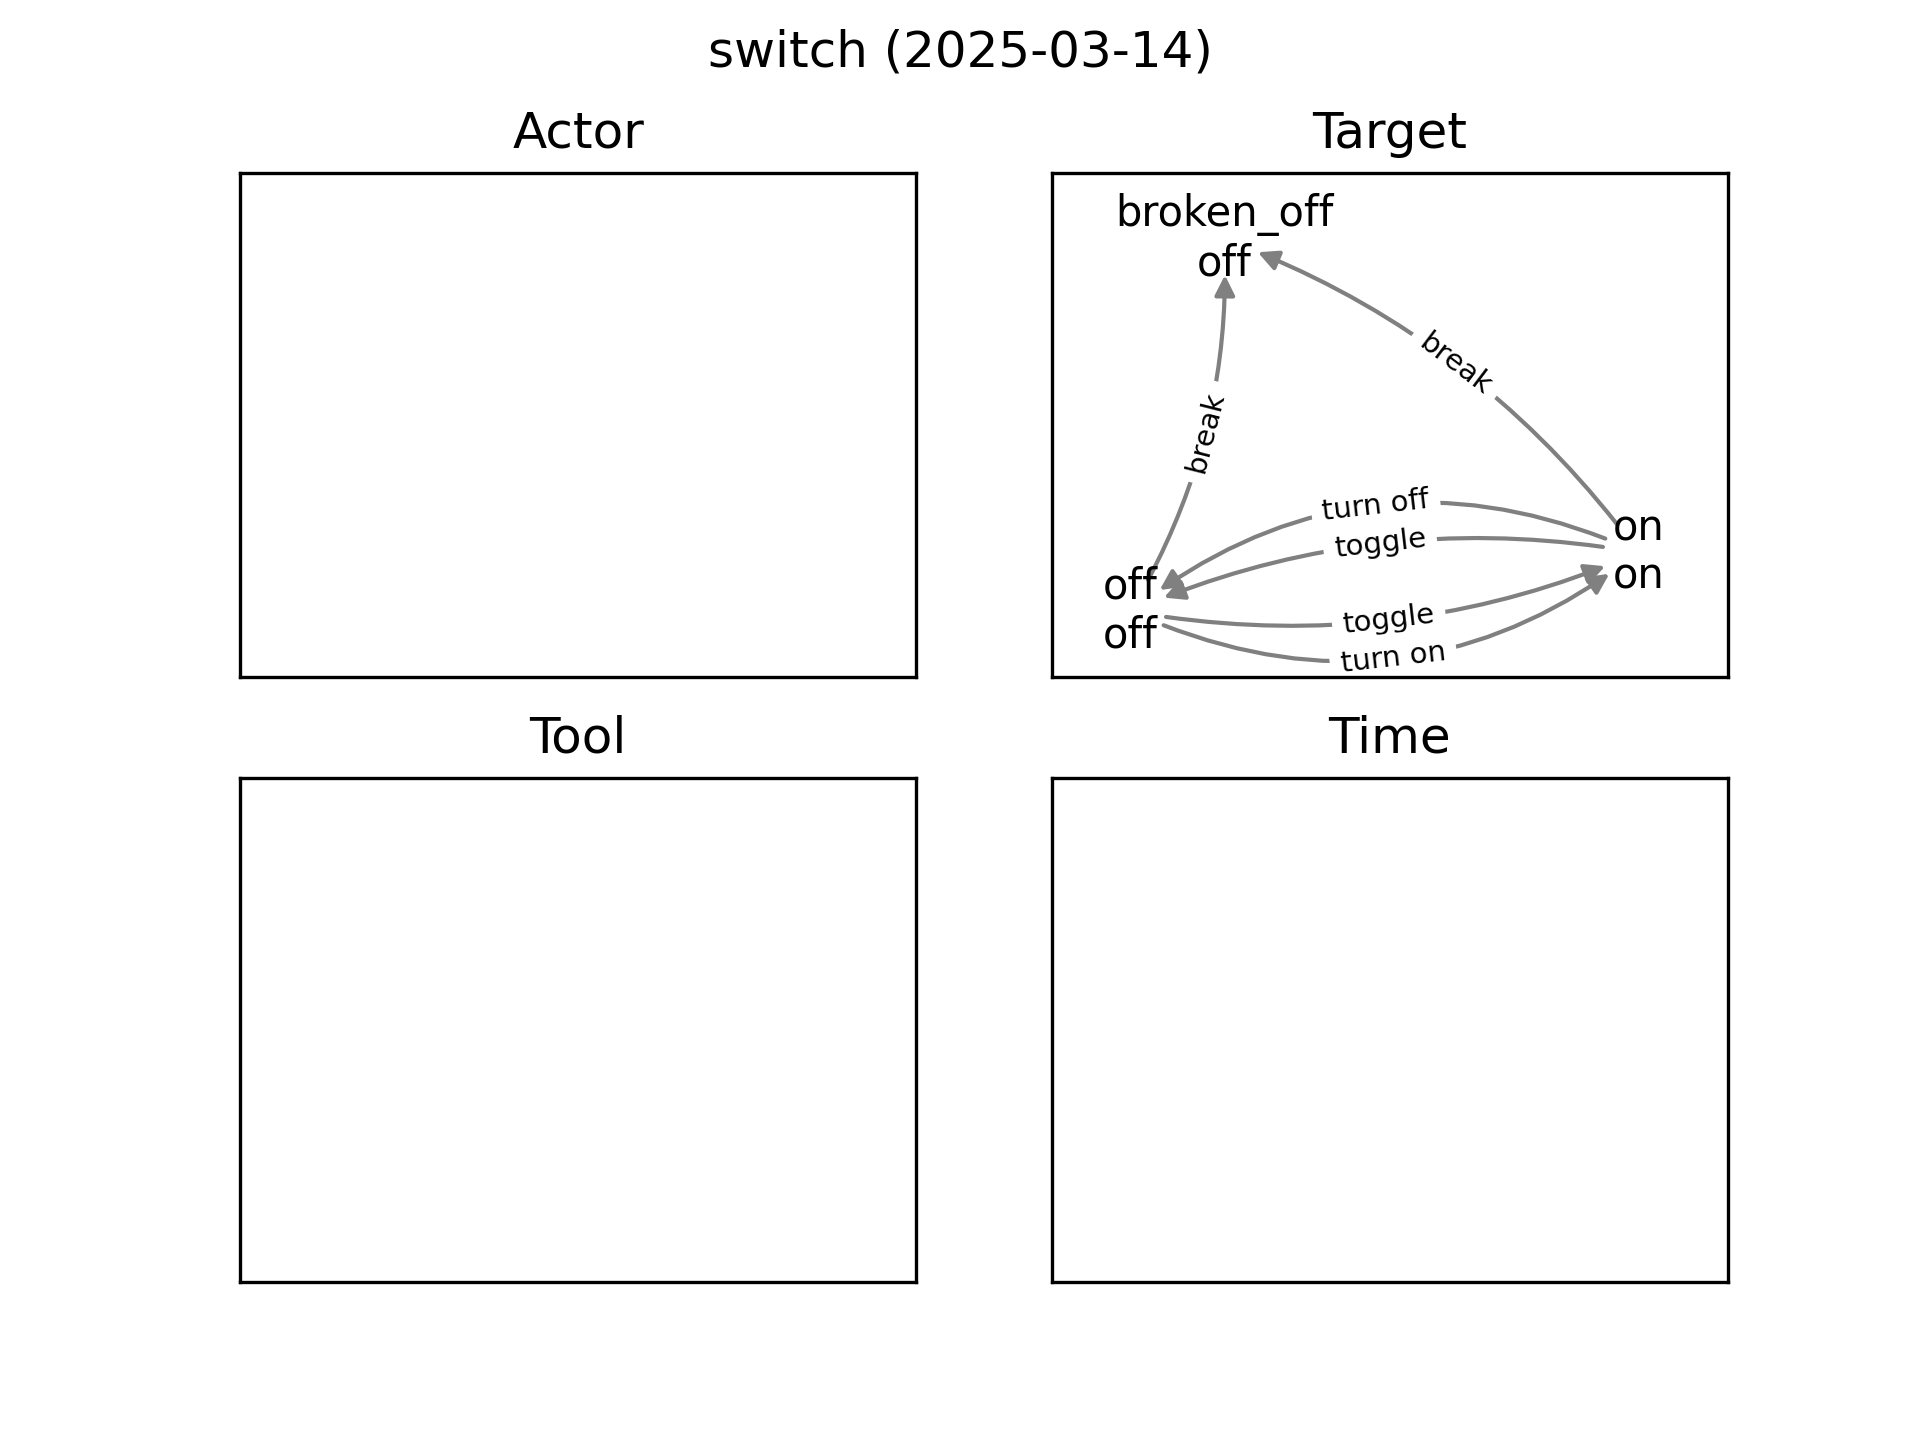 switch (2025-03-14)
Actor
Target
broken_off
off
break
break
turn off
toggle
on
on
off
off
toggle
turn on
Tool
Time